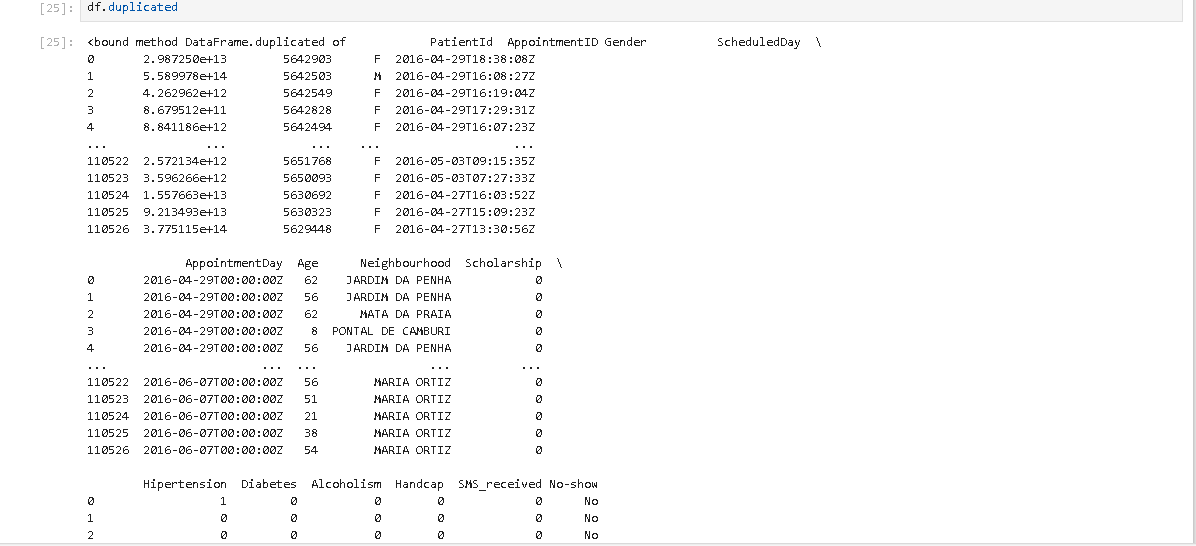 [25]: df.duplicated
[25]: <bound method DataFrame.duplicated of            PatientId  AppointmentID Gender          ScheduledDay  \
0      2.987250e+13        5642903      F  2016-04-29T18:38:08Z
1      5.589978e+14        5642503      M  2016-04-29T16:08:27Z
2      4.262962e+12        5642549      F  2016-04-29T16:19:04Z
3      8.679512e+11        5642828      F  2016-04-29T17:29:31Z
4      8.841186e+12        5642494      F  2016-04-29T16:07:23Z
...             ...            ...    ...                   ...
110522  2.572134e+12        5651768      F  2016-05-03T09:15:35Z
110523  3.596266e+12        5650093      F  2016-05-03T07:27:33Z
110524  1.557663e+13        5630692      F  2016-04-27T16:03:52Z
110525  9.213493e+13        5630323      F  2016-04-27T15:09:23Z
110526  3.775115e+14        5629448      F  2016-04-27T13:30:56Z
AppointmentDay  Age      Neighbourhood  Scholarship  \
0       2016-04-29T00:00:00Z   62    JARDIM DA PENHA            0
1       2016-04-29T00:00:00Z   56    JARDIM DA PENHA            0
2       2016-04-29T00:00:00Z   62      MATA DA PRAIA            0
3       2016-04-29T00:00:00Z    8  PONTAL DE CAMBURI            0
4       2016-04-29T00:00:00Z   56    JARDIM DA PENHA            0
...                      ...  ...                ...          ...
110522  2016-06-07T00:00:00Z   56        MARIA ORTIZ            0
110523  2016-06-07T00:00:00Z   51        MARIA ORTIZ            0
110524  2016-06-07T00:00:00Z   21        MARIA ORTIZ            0
110525  2016-06-07T00:00:00Z   38        MARIA ORTIZ            0
110526  2016-06-07T00:00:00Z   54        MARIA ORTIZ            0
Hipertension  Diabetes  Alcoholism  Handcap  SMS_received No-show
0                  1         0           0        0             0      No
1                  0         0           0        0             0      No
2                  0         0           0        0             0      No